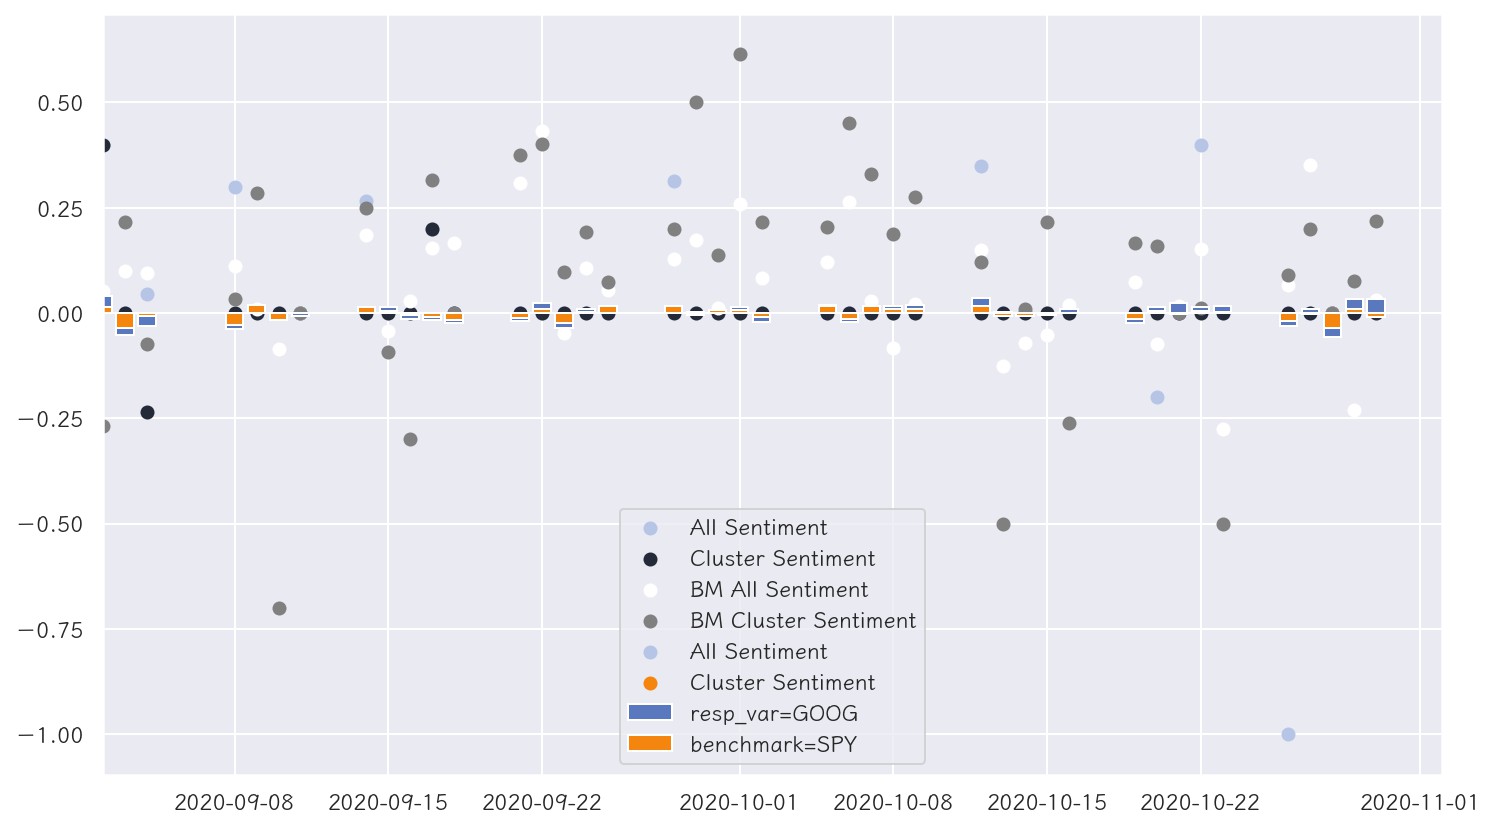 0.50
0.25
0.00
−0.25
−0.50
−0.75
−1.00
All Sentiment
Cluster Sentiment
BM All Sentiment
BM Cluster Sentiment
All Sentiment
Cluster Sentiment
resp_var=GOOG
benchmark=SPY
2020-09-08 2020-09-15 2020-09-22 2020-10-01 2020-10-08 2020-10-15 2020-10-22 2020-11-01